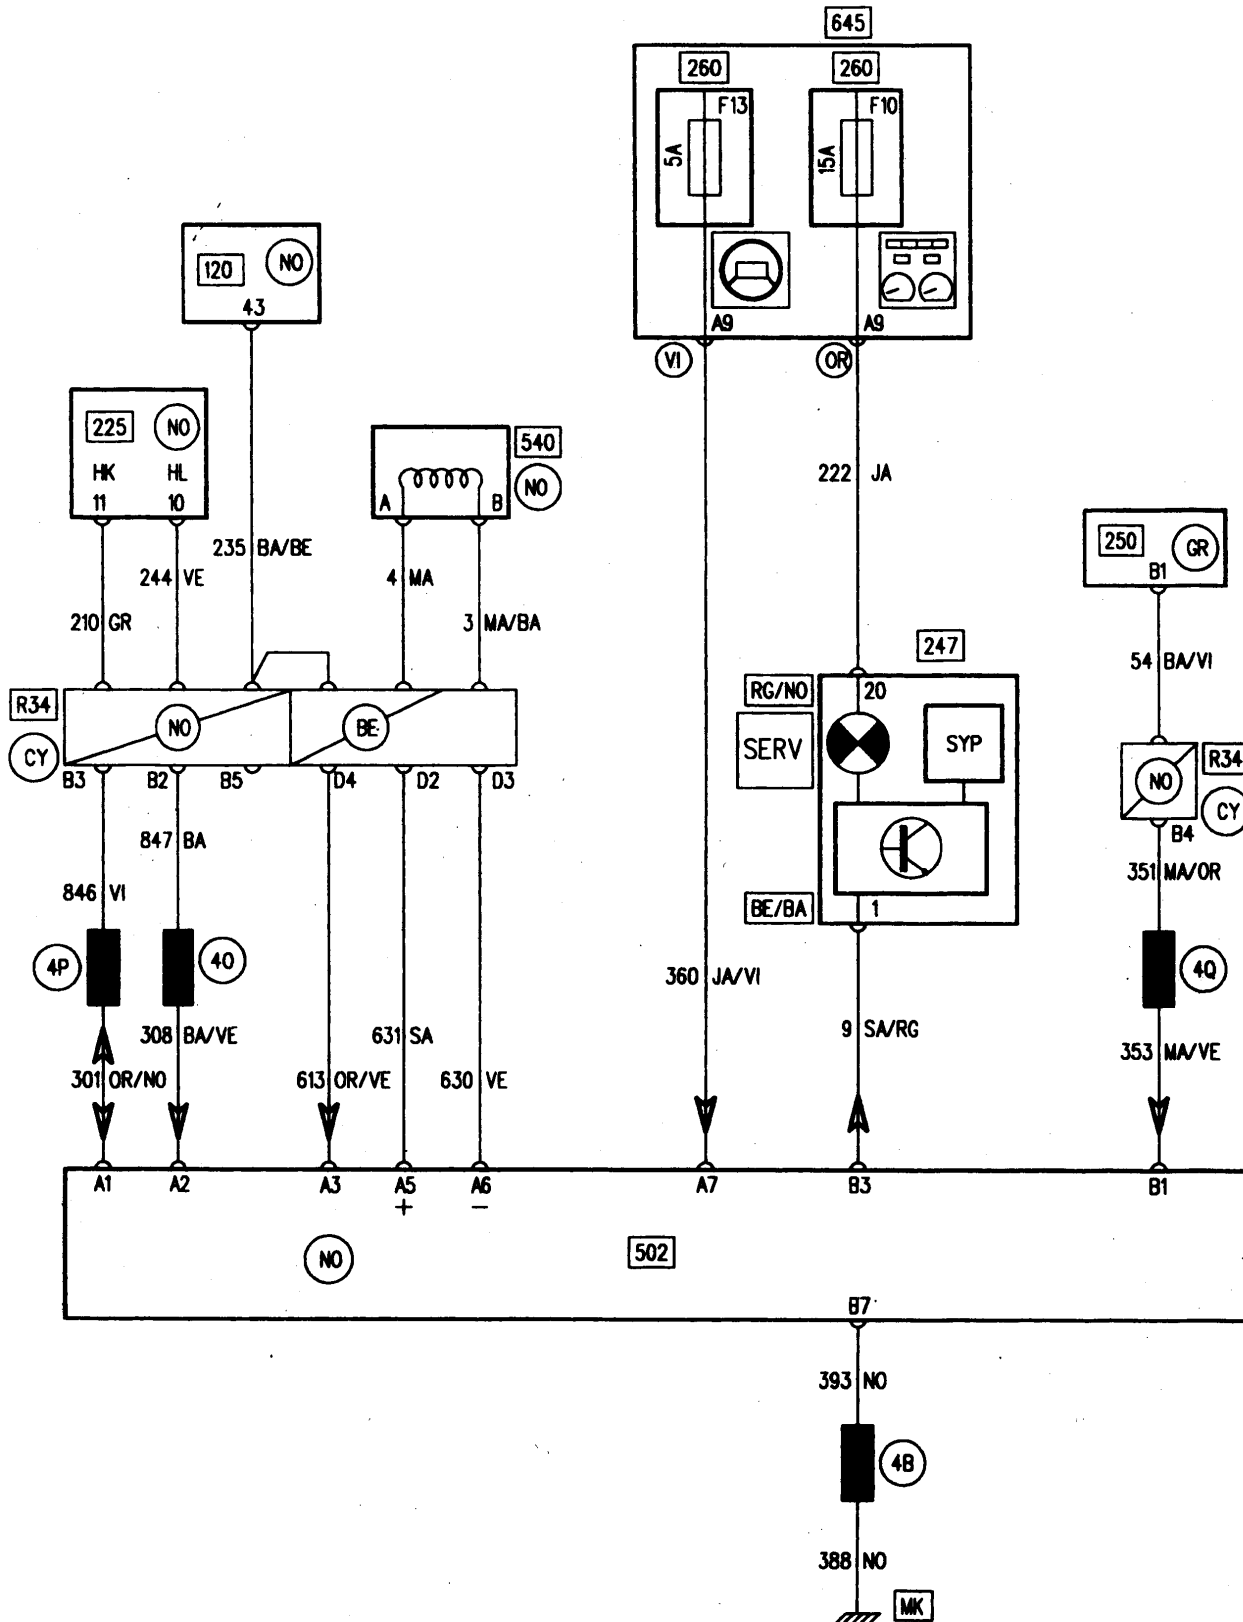 645
260 260
F13 F10
5A 15A
120 NO
43
A9 A9
VI OR
225 NO
HK HL
11 10
540
A B NO
222 JA
250 GR
B1
235 BA/BE
244 VE
4 MA
210 GR
3 MA/BA
247
54 BA/VI
R34 NO BE
CY
RG/NO 20
SERV SYP
R34
NO
CY
B3 B2 B5 D4 D2 D3
B4
847 BA
351 MA/OR
846 VI
BE/BA 1
4P 4O
4Q
360 JA/VI
308 BA/VE
631 SA
9 SA/RG
353 MA/VE
301 OR/NO
613 OR/VE
630 VE
A1 A2 A3 A5 A6 A7 B3 B1
+ −
NO 502
B7
393 NO
4B
388 NO
MK